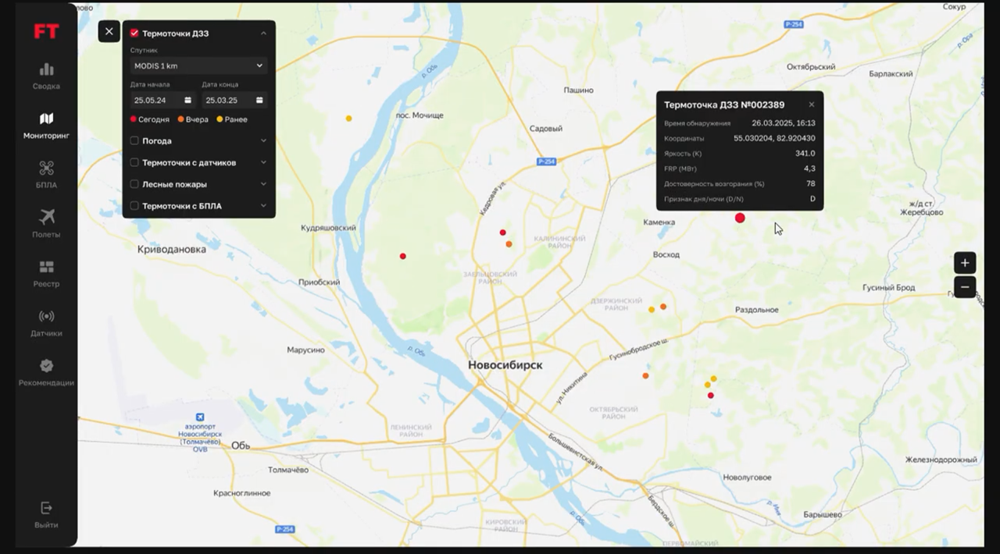 FT
Сводка
Мониторинг
БПЛА
Полеты
Реестр
Датчики
Рекомендации
Выйти
Термоточки ДЗЗ
Спутник
MODIS 1 km
Дата начала
Дата конца
25.05.24
25.03.25
Сегодня
Вчера
Ранее
Погода
Термоточки с датчиков
Лесные пожары
Термоточки с БПЛА
Термоточка ДЗЗ №002389
Время обнаружения 26.03.2025, 16:13
Координаты 55.030204, 82.920430
Яркость (К) 341.0
FRP (МВт) 4,3
Достоверность возгорания (%) 78
Признак дня/ночи (D/N) D
Сокур
Р-254
р. Обь
р. Ора
Октябрьский
Барлакский
Пашино
пос. Мочище
Садовый
Р-254
Кедровая ул.
ж/д ст
Жеребцово
Каменка
Кудряшовский
КАЛИНИНСКИЙ
РАЙОН
Криводановка
Восход
ЗАЕЛЬЦОВСКИЙ
РАЙОН
Приобский
Гусиный Брод
ДЗЕРЖИНСКИЙ
РАЙОН
Раздольное
Гусинобродское ш.
Марусино
р. Обь
Новосибирск
ул. Никитина
ОКТЯБРЬСКИЙ
РАЙОН
аэропорт
Новосибирск
(Толмачёво)
OVB
ЛЕНИНСКИЙ
РАЙОН
Обь
Большевистская ул.
Толмачёво
Железнодорожный
Новолуговое
Красноглинное
Бердское ш.
р. Иня
Барышево
р. Обь
КИРОВСКИЙ
РАЙОН
Р-254
ПЕРВОМАЙСКИЙ